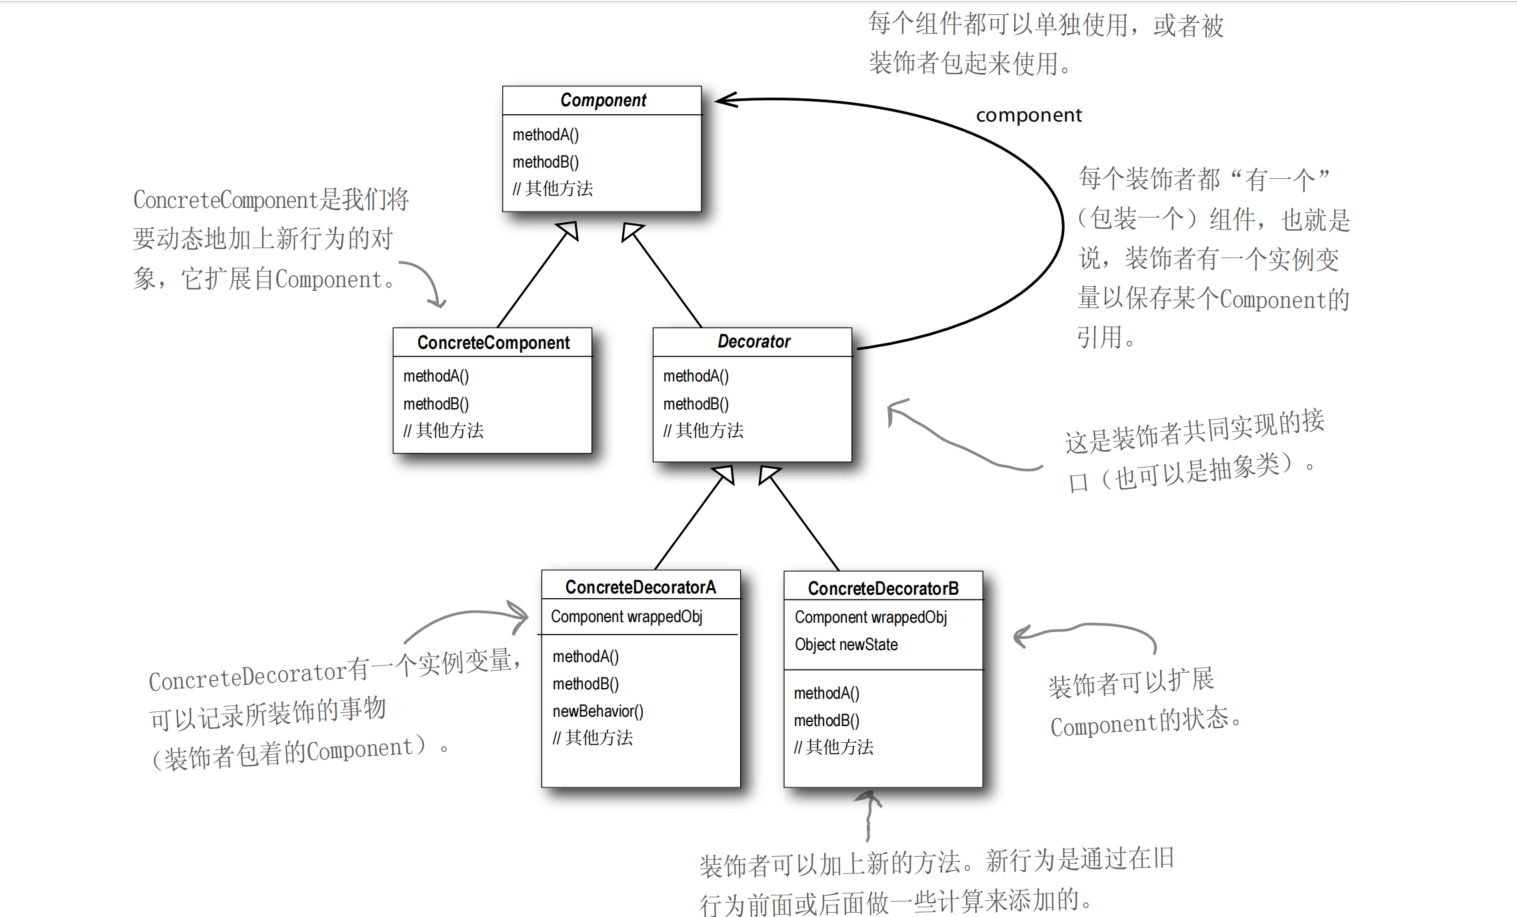 每个组件都可以单独使用，或者被
装饰者包起来使用。
Component
methodA()
methodB()
// 其他方法
component
ConcreteComponent是我们将
要动态地加上新行为的对
象，它扩展自Component。
每个装饰者都“有一个”
（包装一个）组件，也就是
说，装饰者有一个实例变
量以保存某个Component的
引用。
ConcreteComponent
methodA()
methodB()
// 其他方法
Decorator
methodA()
methodB()
// 其他方法
这是装饰者共同实现的接
口（也可以是抽象类）。
ConcreteDecoratorA
Component wrappedObj
methodA()
methodB()
newBehavior()
// 其他方法
ConcreteDecoratorB
Component wrappedObj
Object newState
methodA()
methodB()
// 其他方法
ConcreteDecorator有一个实例变量，
可以记录所装饰的事物
（装饰者包着的Component）。
装饰者可以扩展
Component的状态。
装饰者可以加上新的方法。新行为是通过在旧
行为前面或后面做一些计算来添加的。